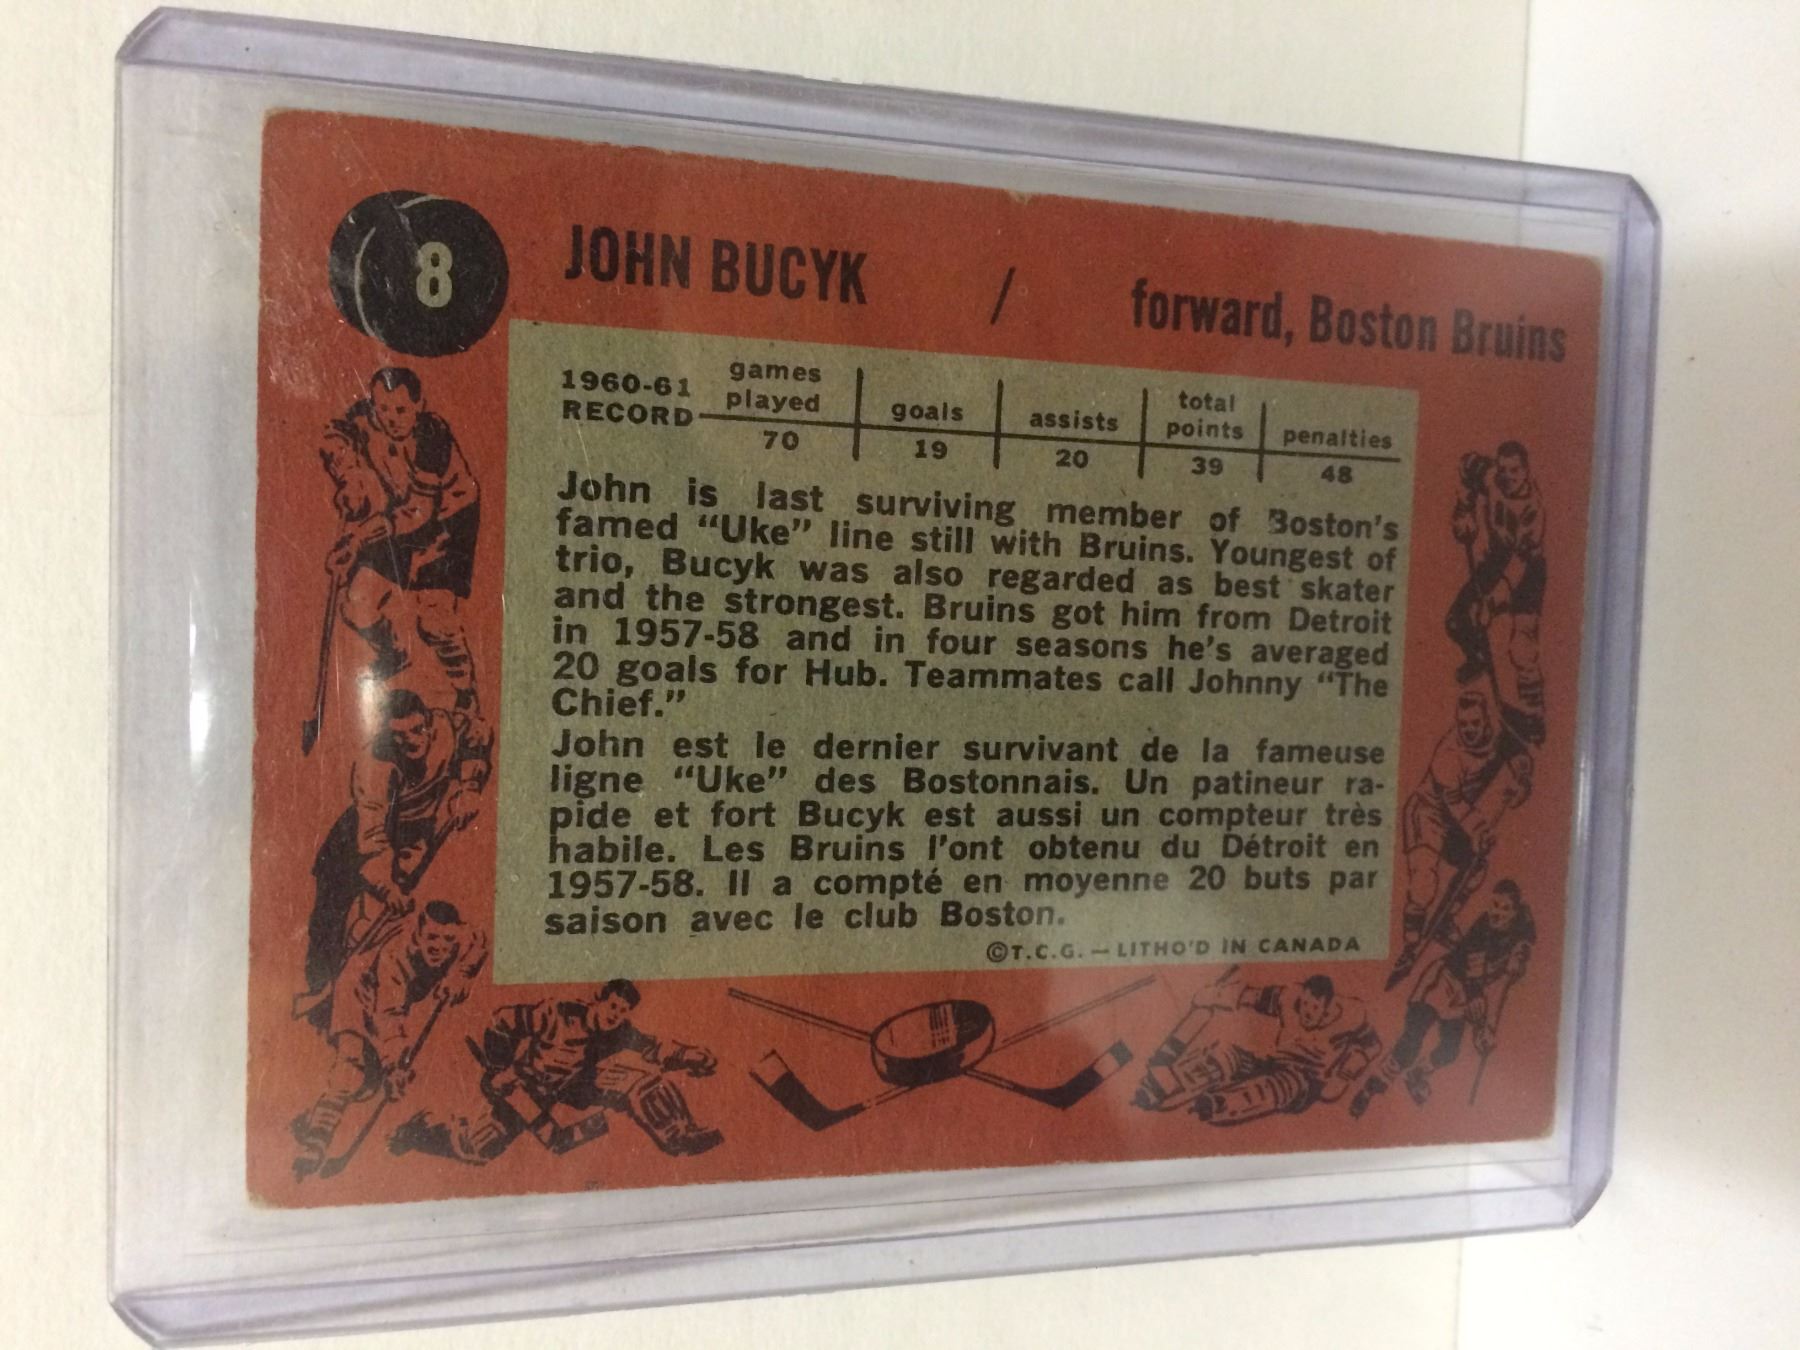 8
JOHN BUCYK / forward, Boston Bruins
1960-61 RECORD games played goals assists total points penalties
70 19 20 39 48
John is last surviving member of Boston's
famed "Uke" line still with Bruins. Youngest of
trio, Bucyk was also regarded as best skater
and the strongest. Bruins got him from Detroit
in 1957-58 and in four seasons he's averaged
20 goals for Hub. Teammates call Johnny "The
Chief."
John est le dernier survivant de la fameuse
ligne "Uke" des Bostonnais. Un patineur ra-
pide et fort Bucyk est aussi un compteur très
habile. Les Bruins l'ont obtenu du Détroit en
1957-58. Il a compté en moyenne 20 buts par
saison avec le club Boston.
©T.C.G. — LITHO'D IN CANADA